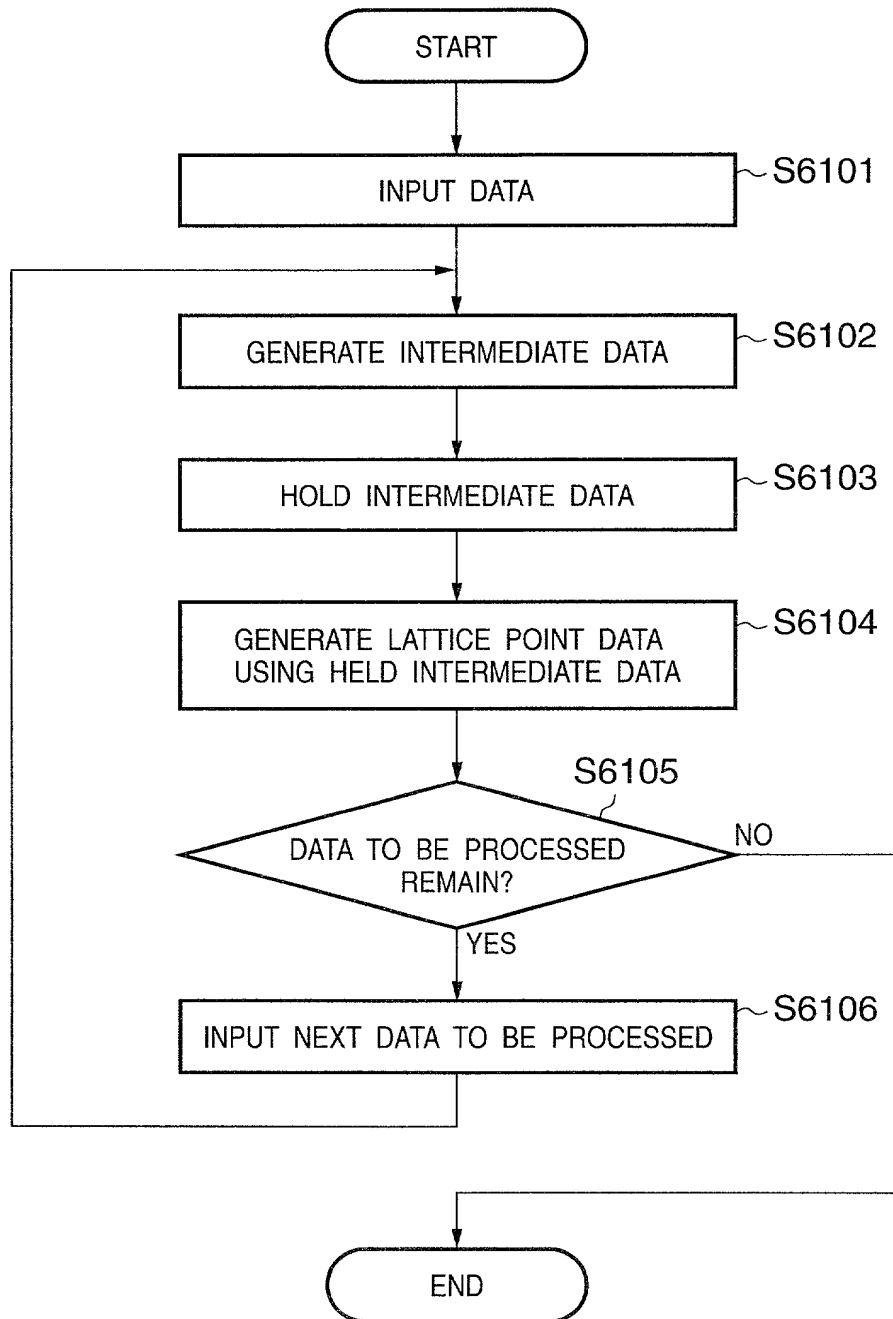 START
INPUT DATA
S6101
GENERATE INTERMEDIATE DATA
S6102
HOLD INTERMEDIATE DATA
S6103
GENERATE LATTICE POINT DATA
USING HELD INTERMEDIATE DATA
S6104
S6105
DATA TO BE PROCESSED
REMAIN?
NO
YES
INPUT NEXT DATA TO BE PROCESSED
S6106
END